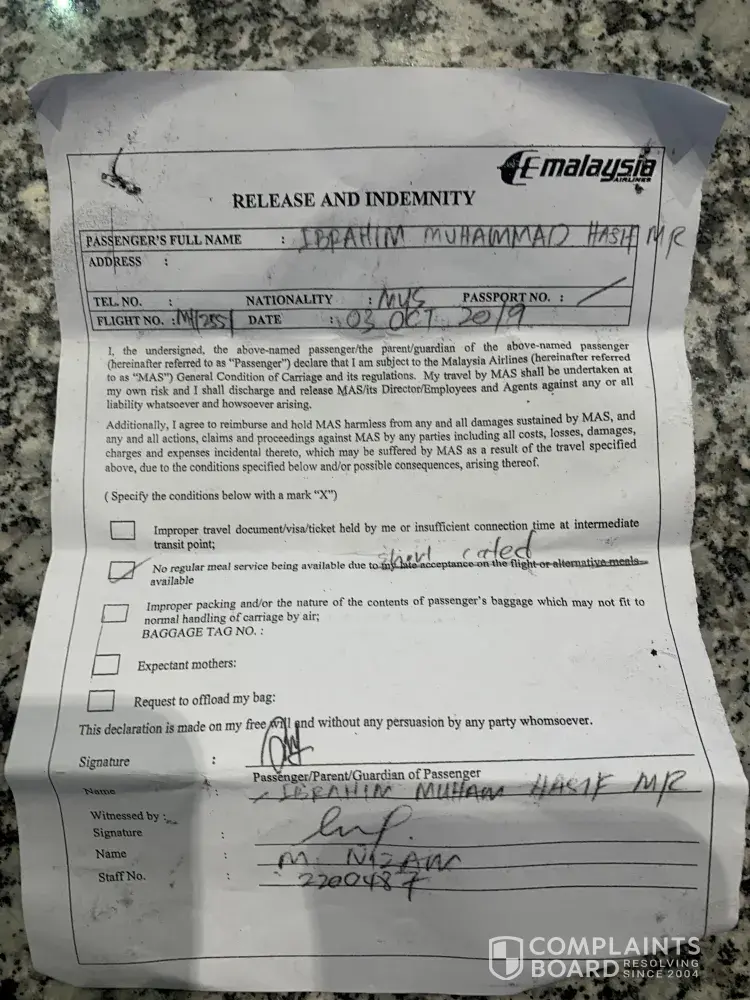 malaysia
AIRLINES
RELEASE AND INDEMNITY
PASSENGER'S FULL NAME : IBRAHIM MUHAMMAD HASIF MR
ADDRESS :
TEL. NO. : NATIONALITY : MYS PASSPORT NO. :
FLIGHT NO. : MH2551 DATE : 03 OCT 2019
I, the undersigned, the above-named passenger/the parent/guardian of the above-named passenger
(hereinafter referred to as "Passenger") declare that I am subject to the Malaysia Airlines (hereinafter referred
to as "MAS") General Condition of Carriage and its regulations. My travel by MAS shall be undertaken at
my own risk and I shall discharge and release MAS/its Director/Employees and Agents against any or all
liability whatsoever and howsoever arising.
Additionally, I agree to reimburse and hold MAS harmless from any and all damages sustained by MAS, and
any and all actions, claims and proceedings against MAS by any parties including all costs, losses, damages,
charges and expenses incidental thereto, which may be suffered by MAS as a result of the travel specified
above, due to the conditions specified below and/or possible consequences, arising thereof.
( Specify the conditions below with a mark "X")
Improper travel document/visa/ticket held by me or insufficient connection time at intermediate
transit point;
short cated
No regular meal service being available due to my late acceptance on the flight or alternative meals
available
Improper packing and/or the nature of the contents of passenger's baggage which may not fit to
normal handling of carriage by air;
BAGGAGE TAG NO. :
Expectant mothers:
Request to offload my bag:
This declaration is made on my free will and without any persuasion by any party whomsoever.
Signature :
Passenger/Parent/Guardian of Passenger
Name : IBRAHIM MUHAM HASIF MR
Witnessed by :
Signature :
Name : M. NIZAM
Staff No. : 2200487
COMPLAINTS
BOARD RESOLVING
SINCE 2004